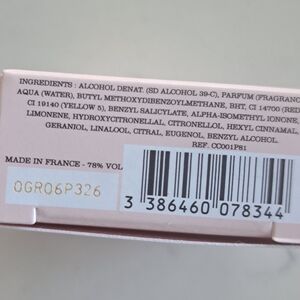 INGREDIENTS : ALCOHOL DENAT. (SD ALCOHOL 39-C), PARFUM (FRAGRANC
AQUA (WATER), BUTYL METHOXYDIBENZOYLMETHANE, BHT, CI 14700 (RED
CI 19140 (YELLOW 5), BENZYL SALICYLATE, ALPHA-ISOMETHYL IONONE,
LIMONENE, HYDROXYCITRONELLAL, CITRONELLOL, HEXYL CINNAMAL
GERANIOL, LINALOOL, CITRAL, EUGENOL, BENZYL ALCOHOL.
REF. CC001P81
MADE IN FRANCE - 78% VOL
0GR06P326
3 386460 078344